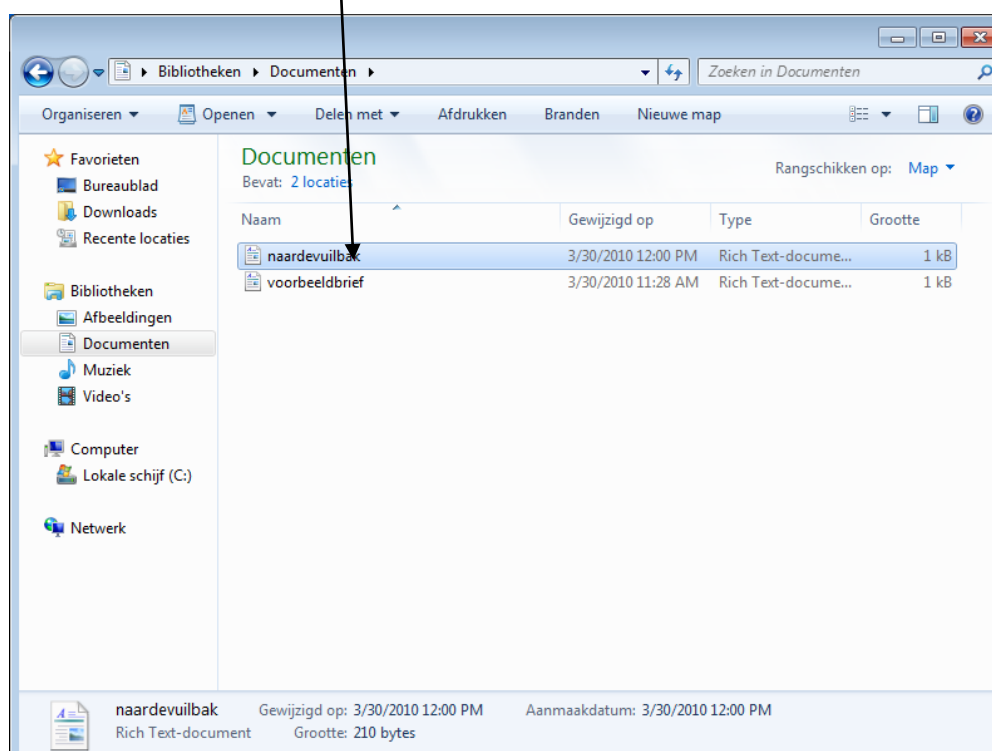 Bibliotheken Documenten
Zoeken in Documenten
Organiseren Openen Delen met Afdrukken Branden Nieuwe map
Favorieten
Bureaublad
Downloads
Recente locaties
Bibliotheken
Afbeeldingen
Documenten
Muziek
Video's
Computer
Lokale schijf (C:)
Netwerk
Documenten
Bevat: 2 locaties
Rangschikken op: Map
Naam Gewijzigd op Type Grootte
naardevuilbak 3/30/2010 12:00 PM Rich Text-docume... 1 kB
voorbeeldbrief 3/30/2010 11:28 AM Rich Text-docume... 1 kB
naardevuilbak Gewijzigd op: 3/30/2010 12:00 PM Aanmaakdatum: 3/30/2010 12:00 PM
Rich Text-document Grootte: 210 bytes